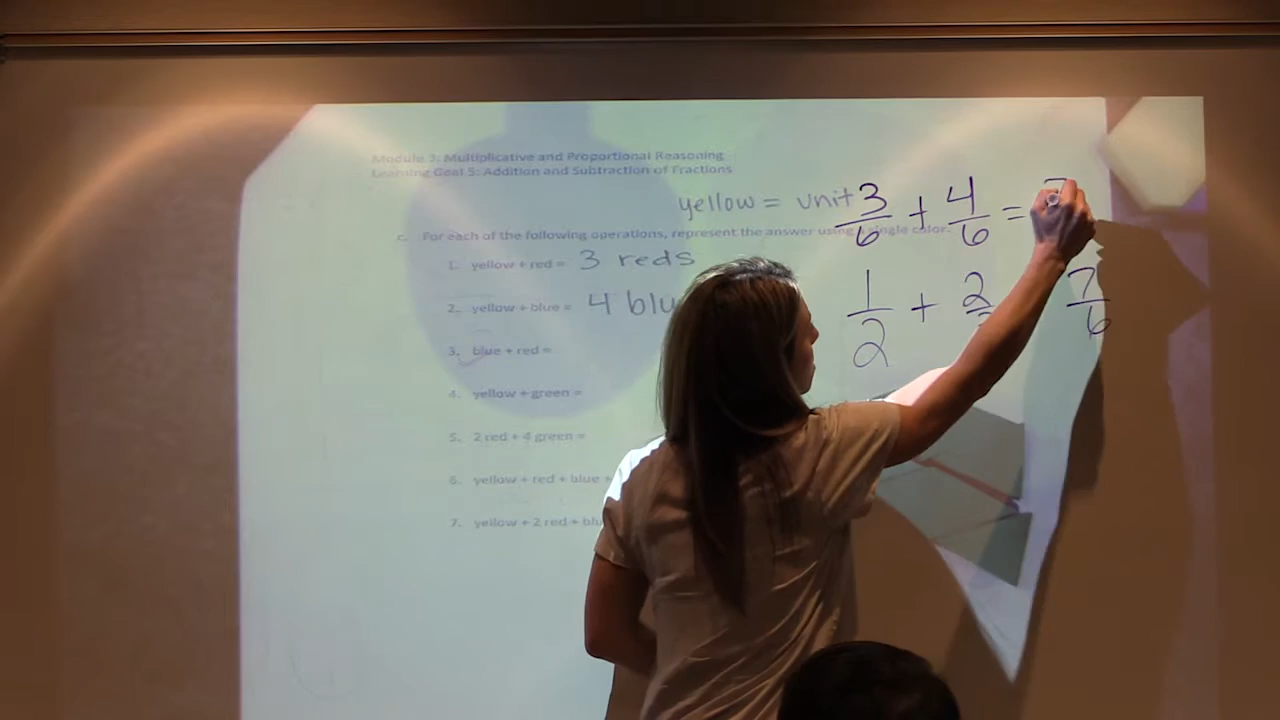 Module 3: Multiplicative and Proportional Reasoning
Learning Goal 5: Addition and Subtraction of Fractions
yellow = unit
c. For each of the following operations, represent the answer using a single color.
1. yellow + red = 3 reds
2. yellow + blue = 4 blu
3. blue + red =
4. yellow + green =
5. 2 red + 4 green =
6. yellow + red + blue +
7. yellow + 2 red + blu
3/6 + 4/6 = 7
1/2 + 2/ 7/6